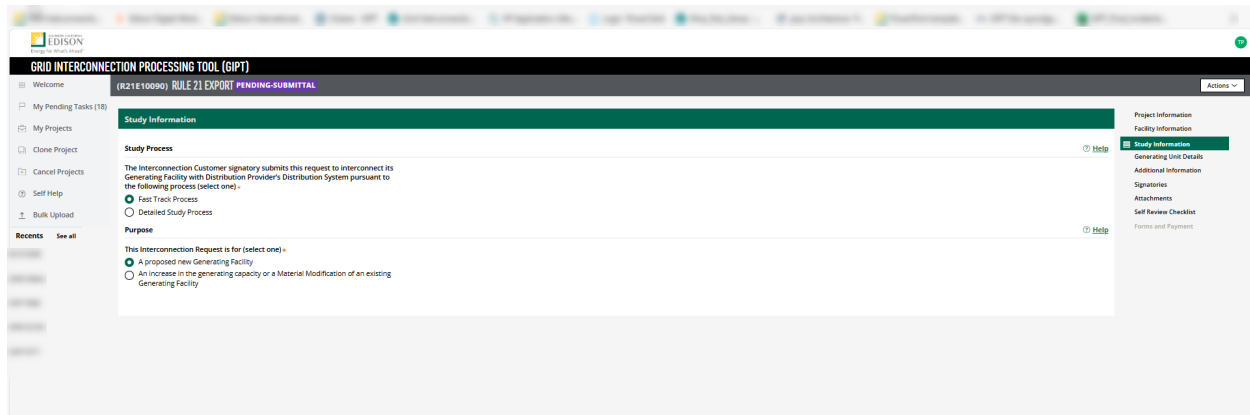 EDISON
Energy for What's Ahead
TP
GRID INTERCONNECTION PROCESSING TOOL (GIPT)
Welcome
(R21E10090) RULE 21 EXPORT PENDING-SUBMITTAL
Actions
My Pending Tasks (18)
My Projects
Clone Project
Cancel Projects
Self Help
Bulk Upload
Recents See all
Study Information
Study Process
Help
The Interconnection Customer signatory submits this request to interconnect its
Generating Facility with Distribution Provider's Distribution System pursuant to
the following process (select one) *
Fast Track Process
Detailed Study Process
Purpose
Help
This Interconnection Request is for (select one) *
A proposed new Generating Facility
An increase in the generating capacity or a Material Modification of an existing
Generating Facility
Project Information
Facility Information
Study Information
Generating Unit Details
Additional Information
Signatories
Attachments
Self Review Checklist
Forms and Payment